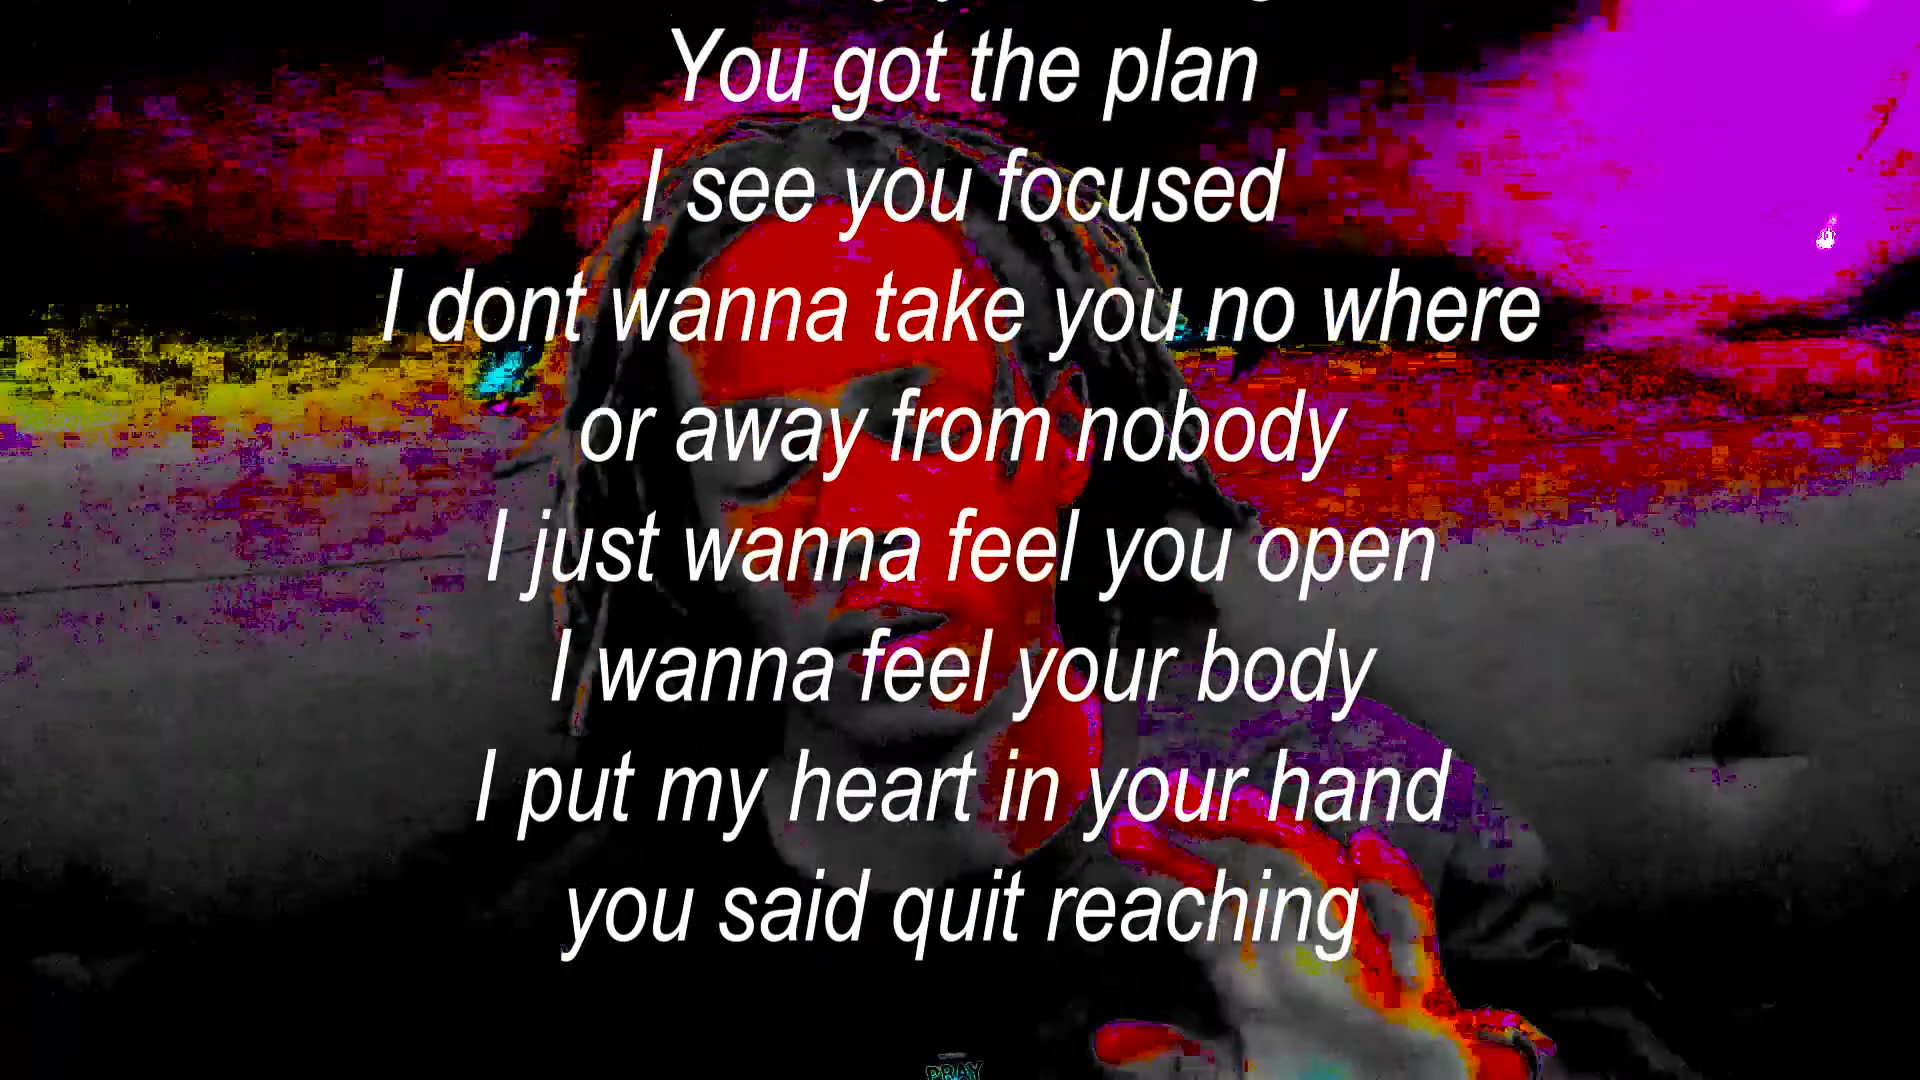 You got the plan
I see you focused
I dont wanna take you no where
or away from nobody
I just wanna feel you open
I wanna feel your body
I put my heart in your hand
you said quit reaching
PRAY